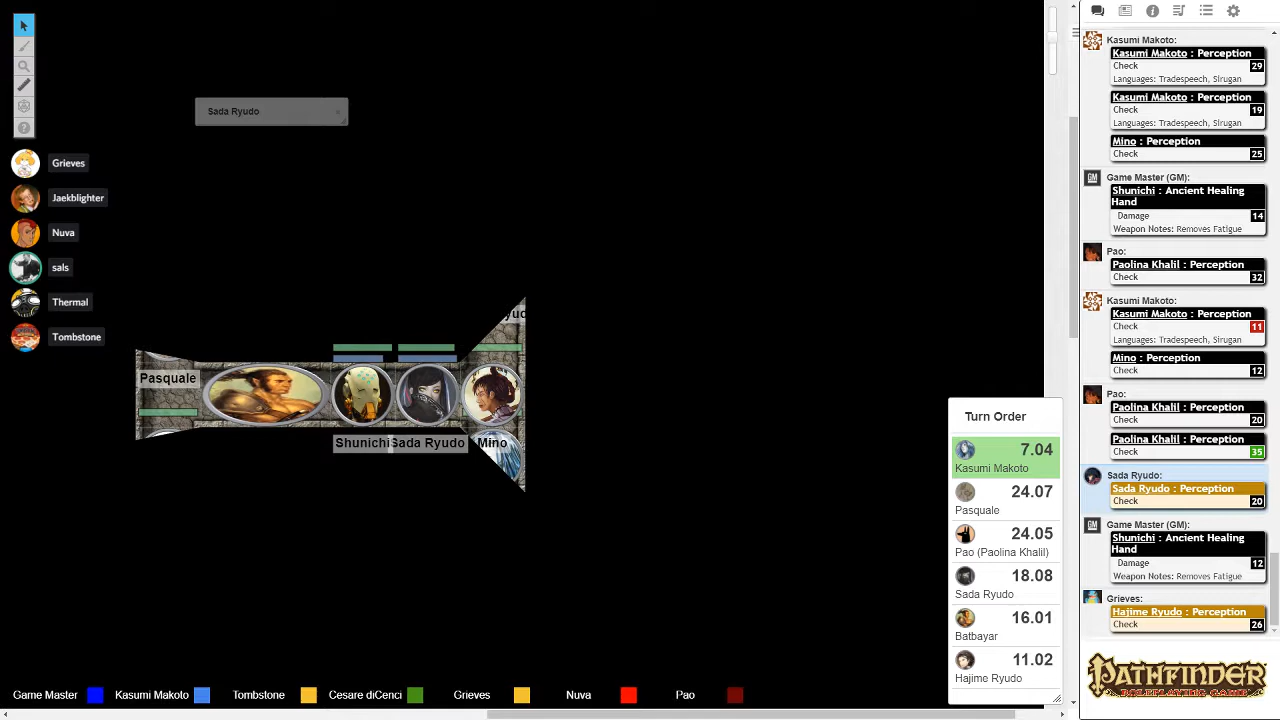 Sada Ryudo
Grieves
Jaekblighter
Nuva
sals
Thermal
Tombstone
Pasquale
Shunichi
Sada Ryudo
Mino
Turn Order
7.04
Kasumi Makoto
24.07
Pasquale
24.05
Pao (Paolina Khalil)
18.08
Sada Ryudo
16.01
Batbayar
11.02
Hajime Ryudo
Game Master
Kasumi Makoto
Tombstone
Cesare diCenci
Grieves
Nuva
Pao
Kasumi Makoto:
Kasumi Makoto : Perception
Check 29
Languages: Tradespeech, Sirugan
Kasumi Makoto : Perception
Check 19
Languages: Tradespeech, Sirugan
Mino : Perception
Check 25
GM
Game Master (GM):
Shunichi : Ancient Healing
Hand
Damage 14
Weapon Notes: Removes Fatigue
Pao:
Paolina Khalil : Perception
Check 32
Kasumi Makoto:
Kasumi Makoto : Perception
Check 11
Languages: Tradespeech, Sirugan
Mino : Perception
Check 12
Pao:
Paolina Khalil : Perception
Check 20
Paolina Khalil : Perception
Check 35
Sada Ryudo:
Sada Ryudo : Perception
Check 20
GM
Game Master (GM):
Shunichi : Ancient Healing
Hand
Damage 12
Weapon Notes: Removes Fatigue
Grieves:
Hajime Ryudo : Perception
Check 26
PATHFINDER
ROLEPLAYING GAME